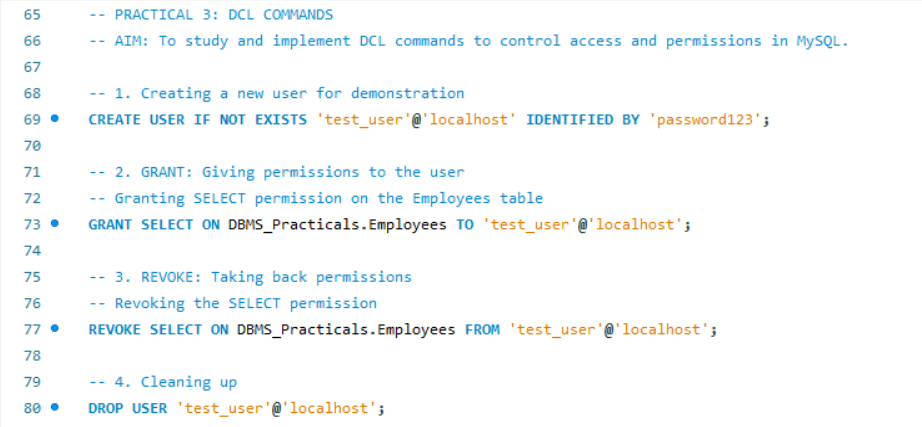 65 -- PRACTICAL 3: DCL COMMANDS
66 -- AIM: To study and implement DCL commands to control access and permissions in MySQL.
67
68 -- 1. Creating a new user for demonstration
69 CREATE USER IF NOT EXISTS 'test_user'@'localhost' IDENTIFIED BY 'password123';
70
71 -- 2. GRANT: Giving permissions to the user
72 -- Granting SELECT permission on the Employees table
73 GRANT SELECT ON DBMS_Practicals.Employees TO 'test_user'@'localhost';
74
75 -- 3. REVOKE: Taking back permissions
76 -- Revoking the SELECT permission
77 REVOKE SELECT ON DBMS_Practicals.Employees FROM 'test_user'@'localhost';
78
79 -- 4. Cleaning up
80 DROP USER 'test_user'@'localhost';